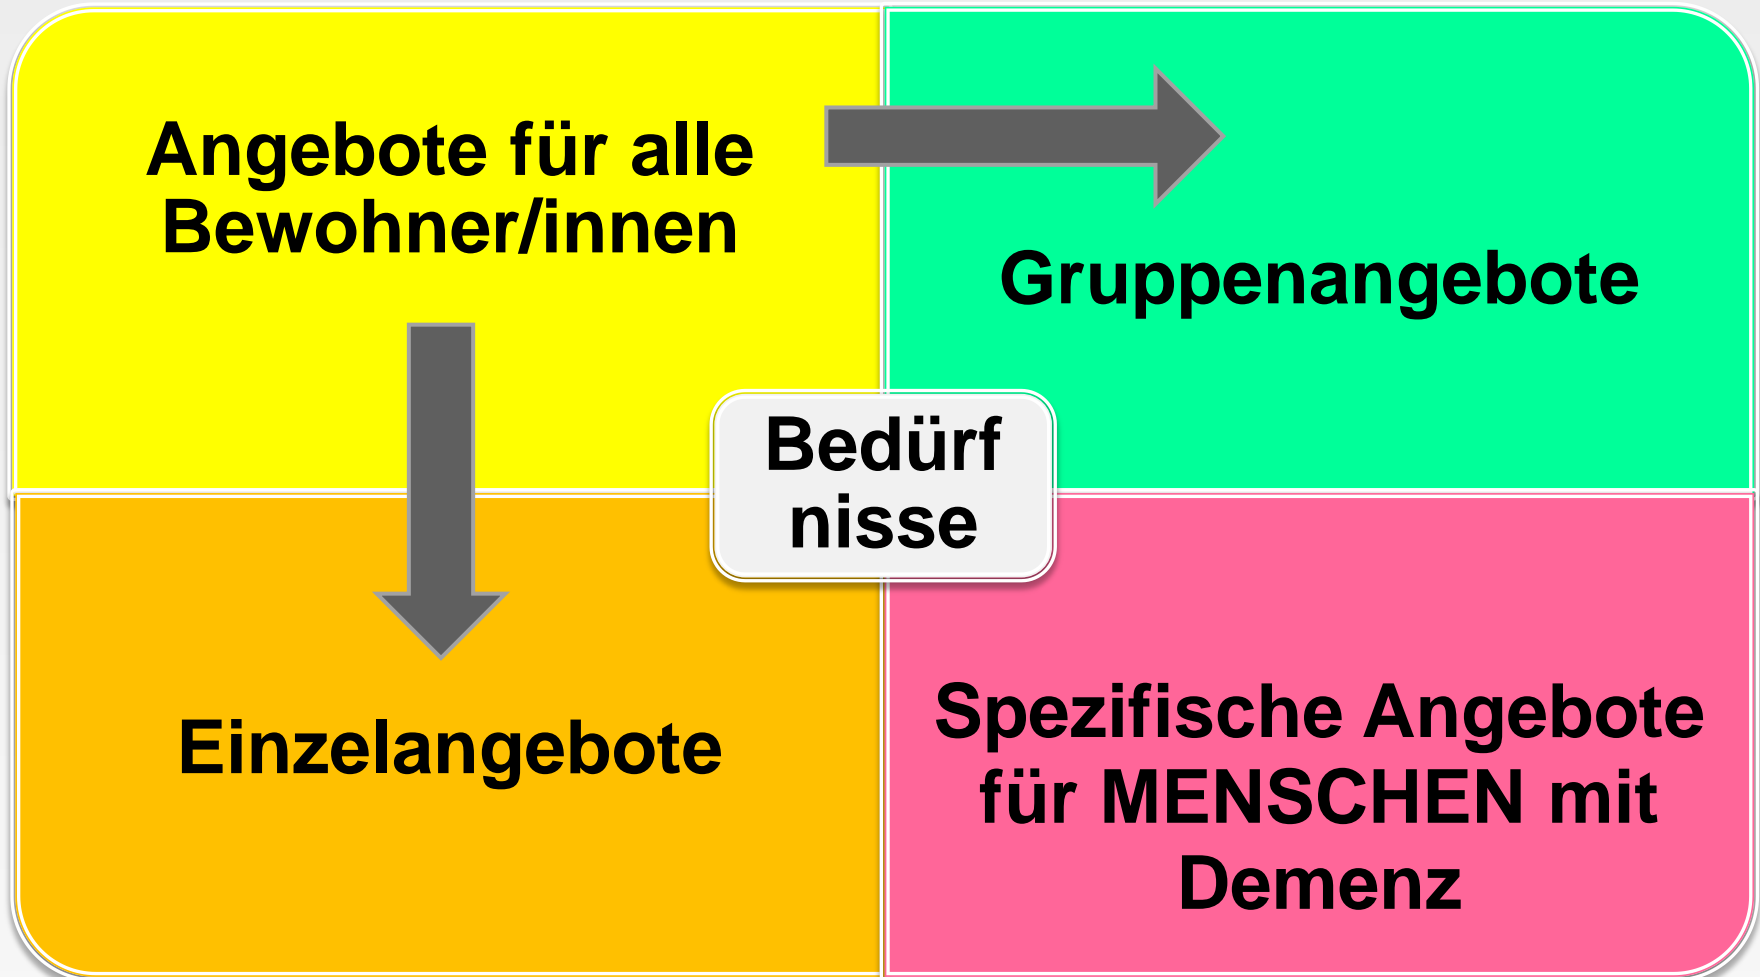 Angebote für alle
Bewohner/innen
Gruppenangebote
Bedürf
nisse
Einzelangebote
Spezifische Angebote
für MENSCHEN mit
Demenz